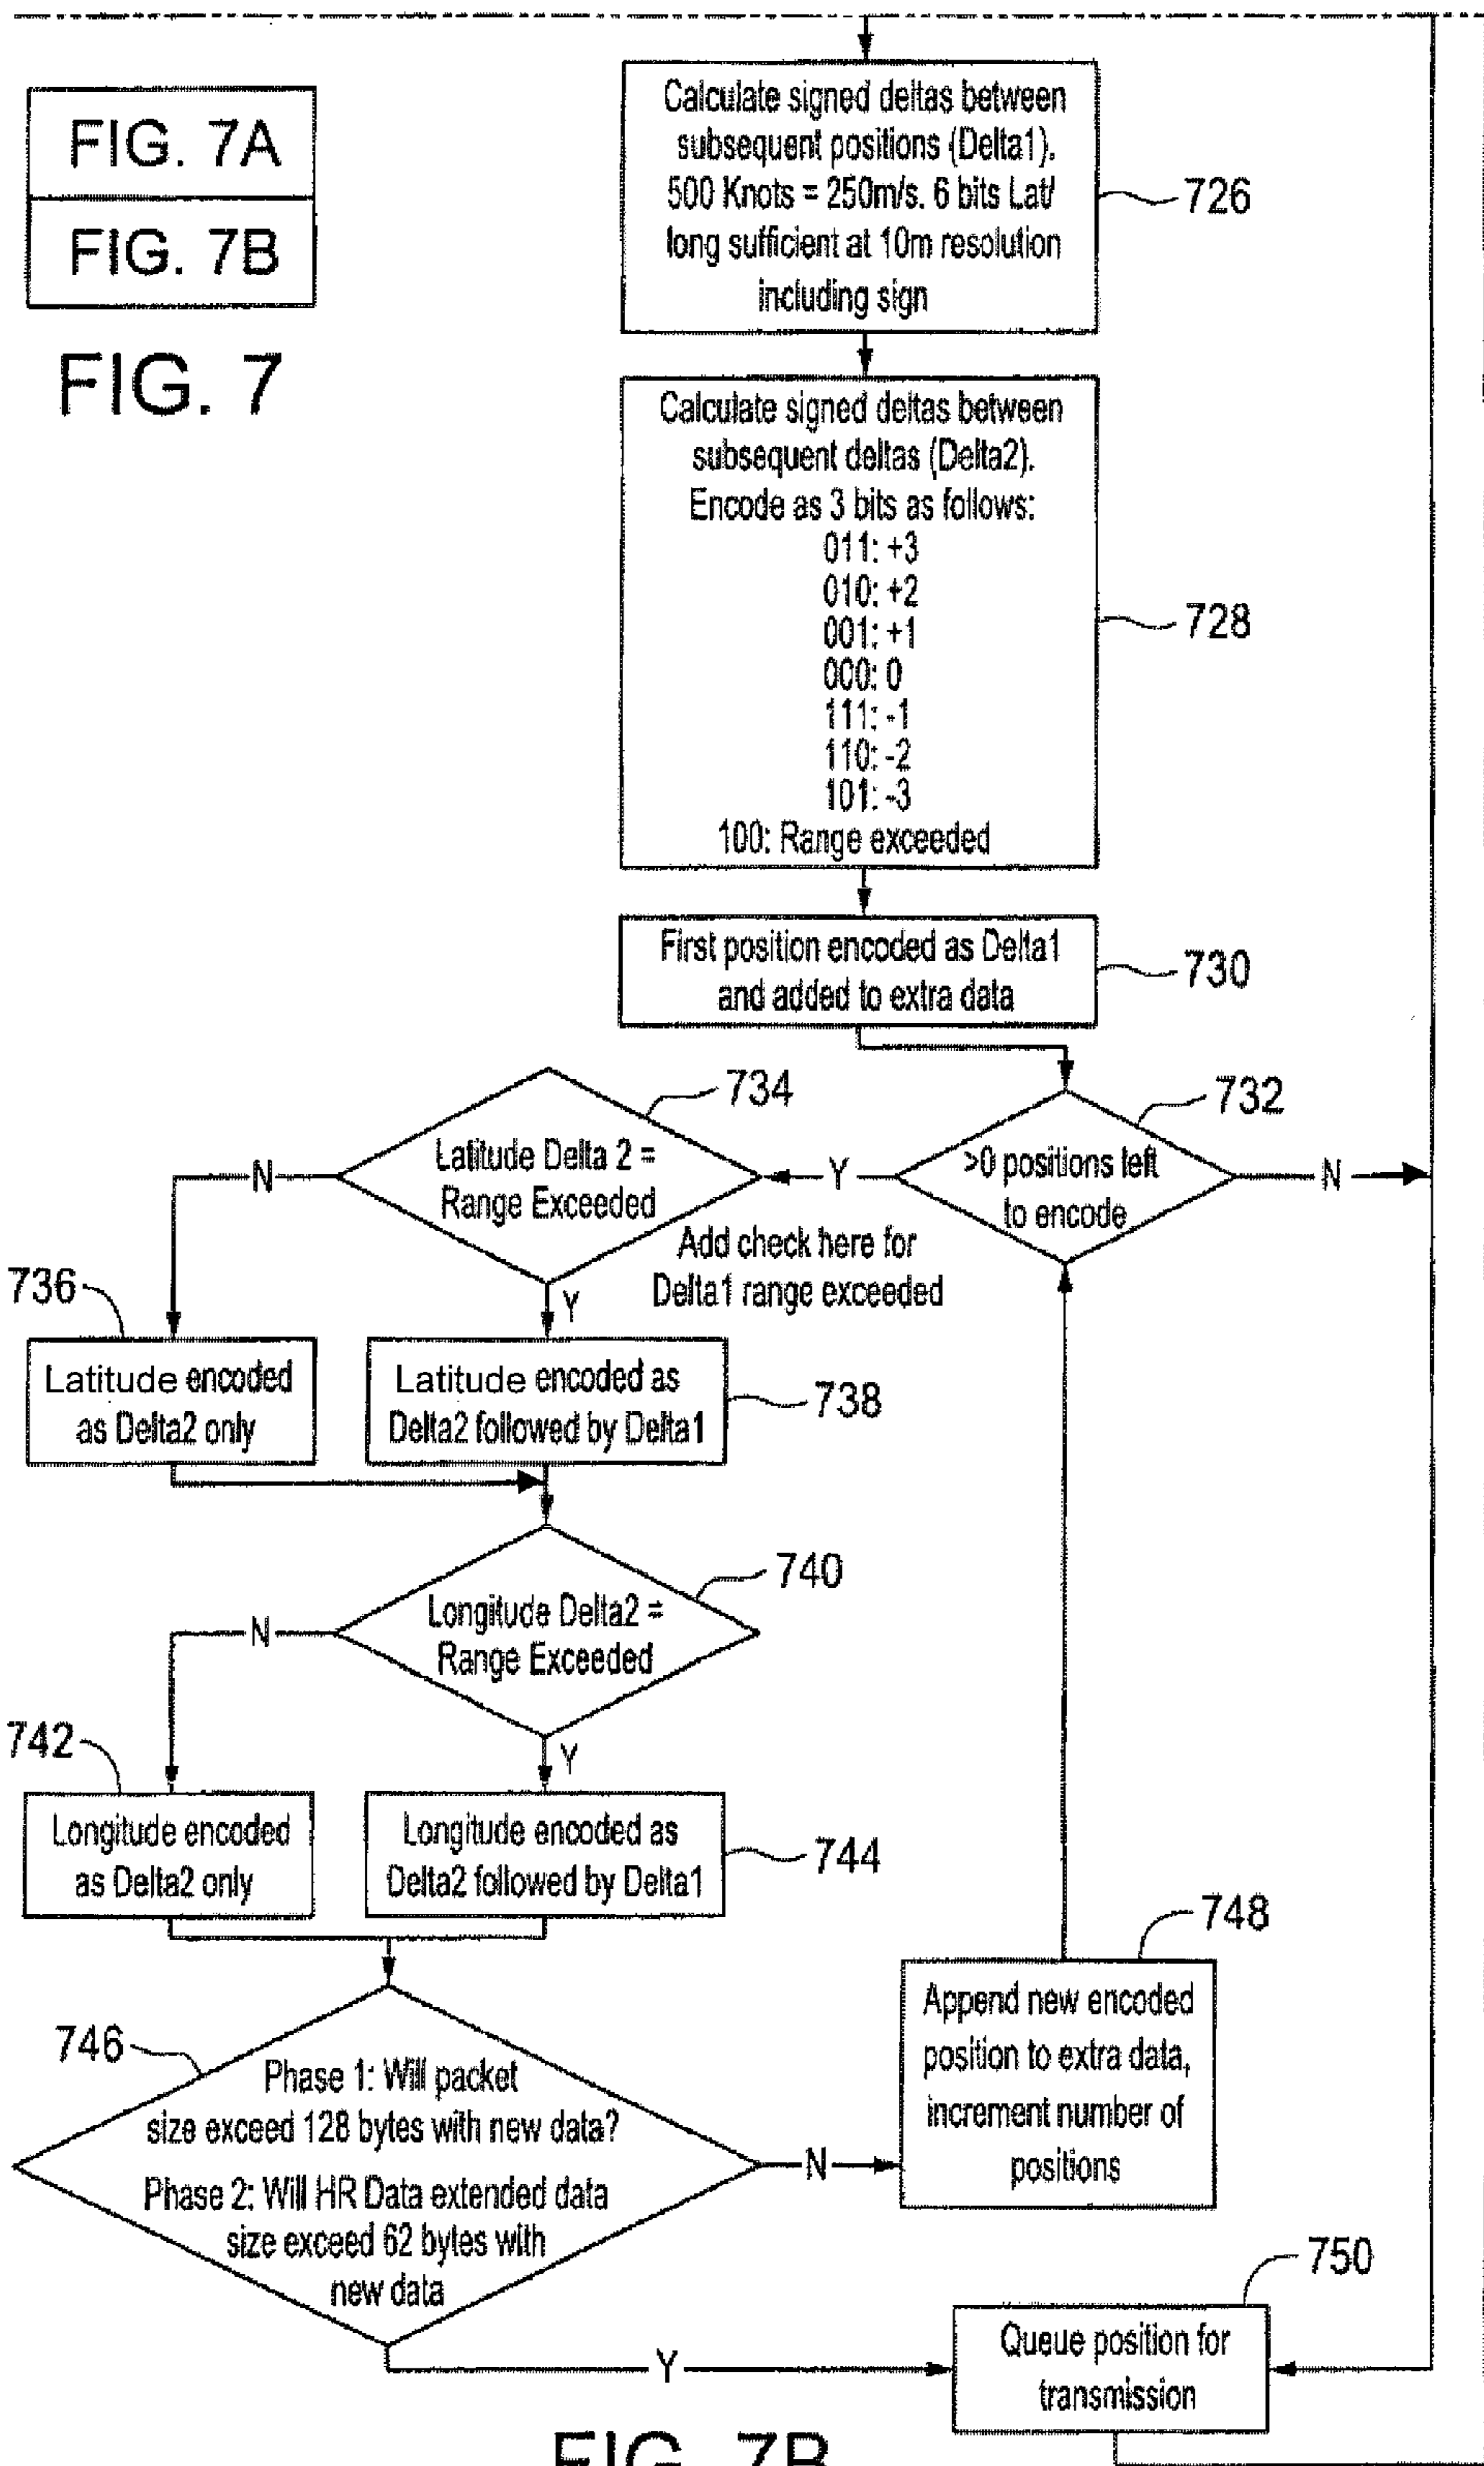 FIG. 7A
FIG. 7B
FIG. 7
Calculate signed deltas between
subsequent positions (Delta1).
500 Knots = 250m/s. 6 bits Lat/
long sufficient at 10m resolution
including sign
726
Calculate signed deltas between
subsequent deltas (Delta2).
Encode as 3 bits as follows:
011: +3
010: +2
001: +1
000: 0
111: -1
110: -2
101: -3
100: Range exceeded
728
First position encoded as Delta1
and added to extra data
730
732
>0 positions left
to encode
Y
N
734
Latitude Delta 2 =
Range Exceeded
N
Y
Add check here for
Delta1 range exceeded
736
Latitude encoded
as Delta2 only
Latitude encoded as
Delta2 followed by Delta1
738
740
Longitude Delta2 =
Range Exceeded
N
Y
742
Longitude encoded
as Delta2 only
Longitude encoded as
Delta2 followed by Delta1
744
746
Phase 1: Will packet
size exceed 128 bytes with new data?
Phase 2: Will HR Data extended data
size exceed 62 bytes with
new data
N
Y
748
Append new encoded
position to extra data,
increment number of
positions
750
Queue position for
transmission
FIG. 7B